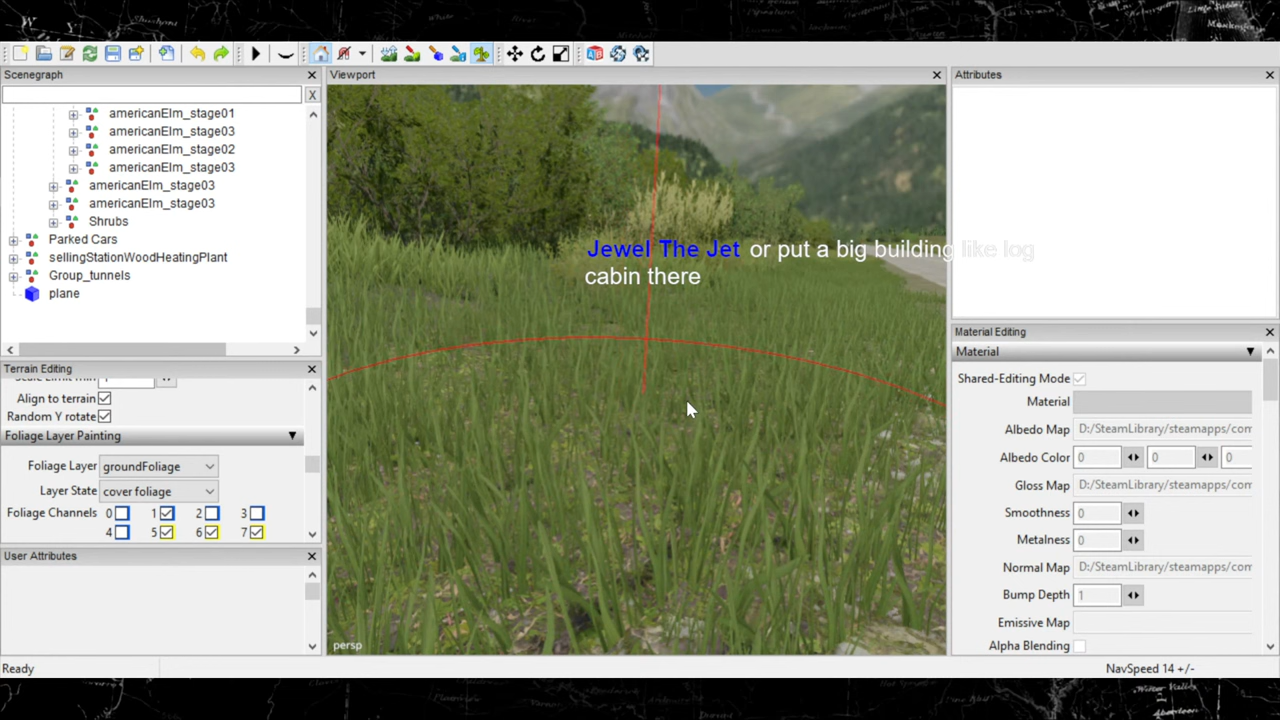 Scenegraph
X
americanElm_stage01
americanElm_stage03
americanElm_stage02
americanElm_stage03
americanElm_stage03
americanElm_stage03
Shrubs
Parked Cars
sellingStationWoodHeatingPlant
Group_tunnels
plane
Terrain Editing
Align to terrain
Random Y rotate
Foliage Layer Painting
Foliage Layer groundFoliage
Layer State cover foliage
Foliage Channels 0 1 2 3
4 5 6 7
User Attributes
Ready
Viewport
Jewel The Jet or put a big building like log
cabin there
persp
Attributes
Material Editing
Material
Shared-Editing Mode
Material
Albedo Map D:/SteamLibrary/steamapps/com
Albedo Color 0 0 0
Gloss Map D:/SteamLibrary/steamapps/com
Smoothness 0
Metalness 0
Normal Map D:/SteamLibrary/steamapps/com
Bump Depth 1
Emissive Map
Alpha Blending
NavSpeed 14 +/-